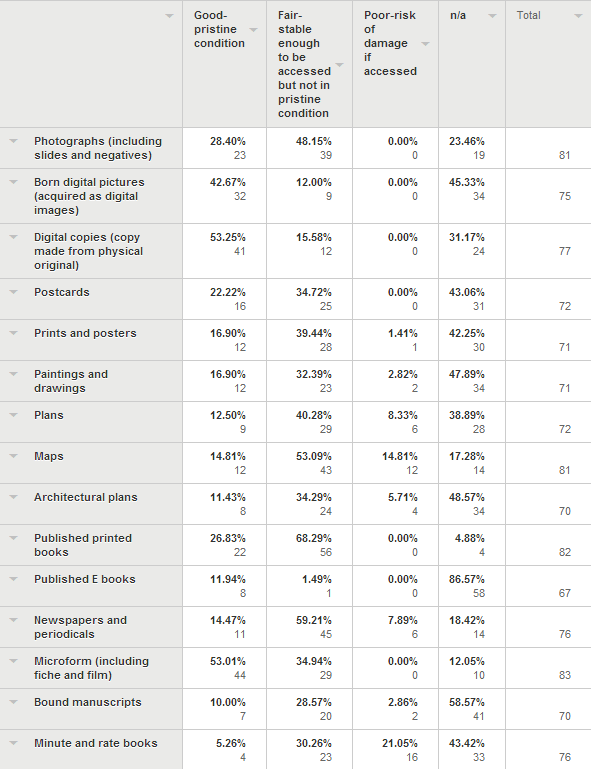 Good-pristine condition Fair-stable enough to be accessed but not in pristine condition Poor-risk of damage if accessed n/a Total
Photographs (including slides and negatives) 28.40% 23 48.15% 39 0.00% 0 23.46% 19 81
Born digital pictures (acquired as digital images) 42.67% 32 12.00% 9 0.00% 0 45.33% 34 75
Digital copies (copy made from physical original) 53.25% 41 15.58% 12 0.00% 0 31.17% 24 77
Postcards 22.22% 16 34.72% 25 0.00% 0 43.06% 31 72
Prints and posters 16.90% 12 39.44% 28 1.41% 1 42.25% 30 71
Paintings and drawings 16.90% 12 32.39% 23 2.82% 2 47.89% 34 71
Plans 12.50% 9 40.28% 29 8.33% 6 38.89% 28 72
Maps 14.81% 12 53.09% 43 14.81% 12 17.28% 14 81
Architectural plans 11.43% 8 34.29% 24 5.71% 4 48.57% 34 70
Published printed books 26.83% 22 68.29% 56 0.00% 0 4.88% 4 82
Published E books 11.94% 8 1.49% 1 0.00% 0 86.57% 58 67
Newspapers and periodicals 14.47% 11 59.21% 45 7.89% 6 18.42% 14 76
Microform (including fiche and film) 53.01% 44 34.94% 29 0.00% 0 12.05% 10 83
Bound manuscripts 10.00% 7 28.57% 20 2.86% 2 58.57% 41 70
Minute and rate books 5.26% 4 30.26% 23 21.05% 16 43.42% 33 76